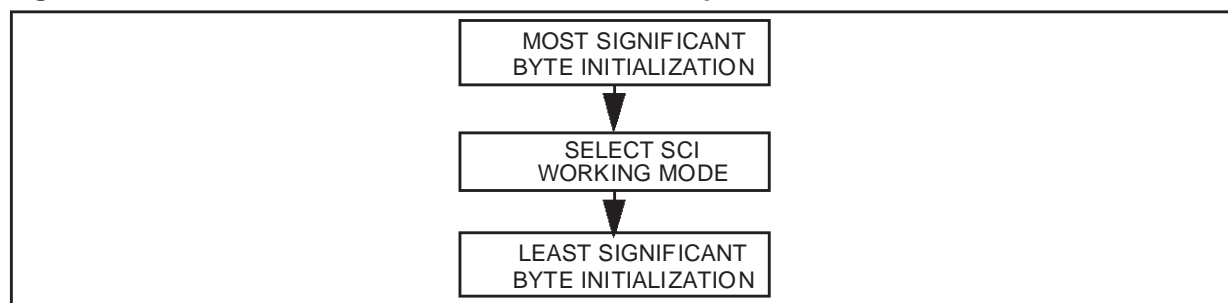 MOST SIGNIFICANT
BYTE INITIALIZATION
SELECT SCI
WORKING MODE
LEAST SIGNIFICANT
BYTE INITIALIZATION